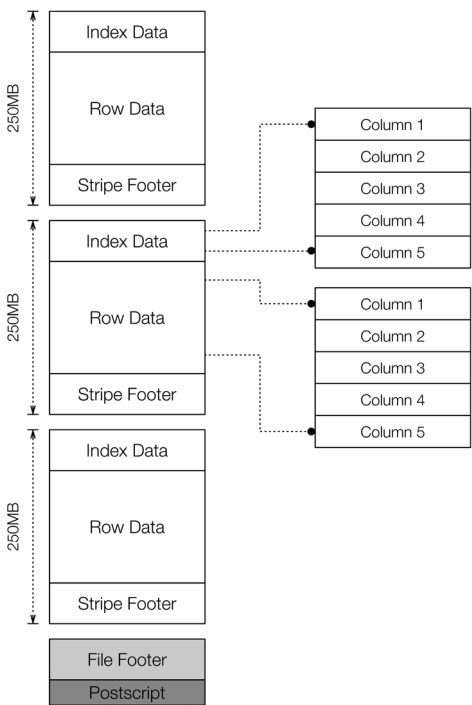 250MB
Index Data
Row Data
Stripe Footer
250MB
Index Data
Row Data
Stripe Footer
250MB
Index Data
Row Data
Stripe Footer
File Footer
Postscript
Column 1
Column 2
Column 3
Column 4
Column 5
Column 1
Column 2
Column 3
Column 4
Column 5